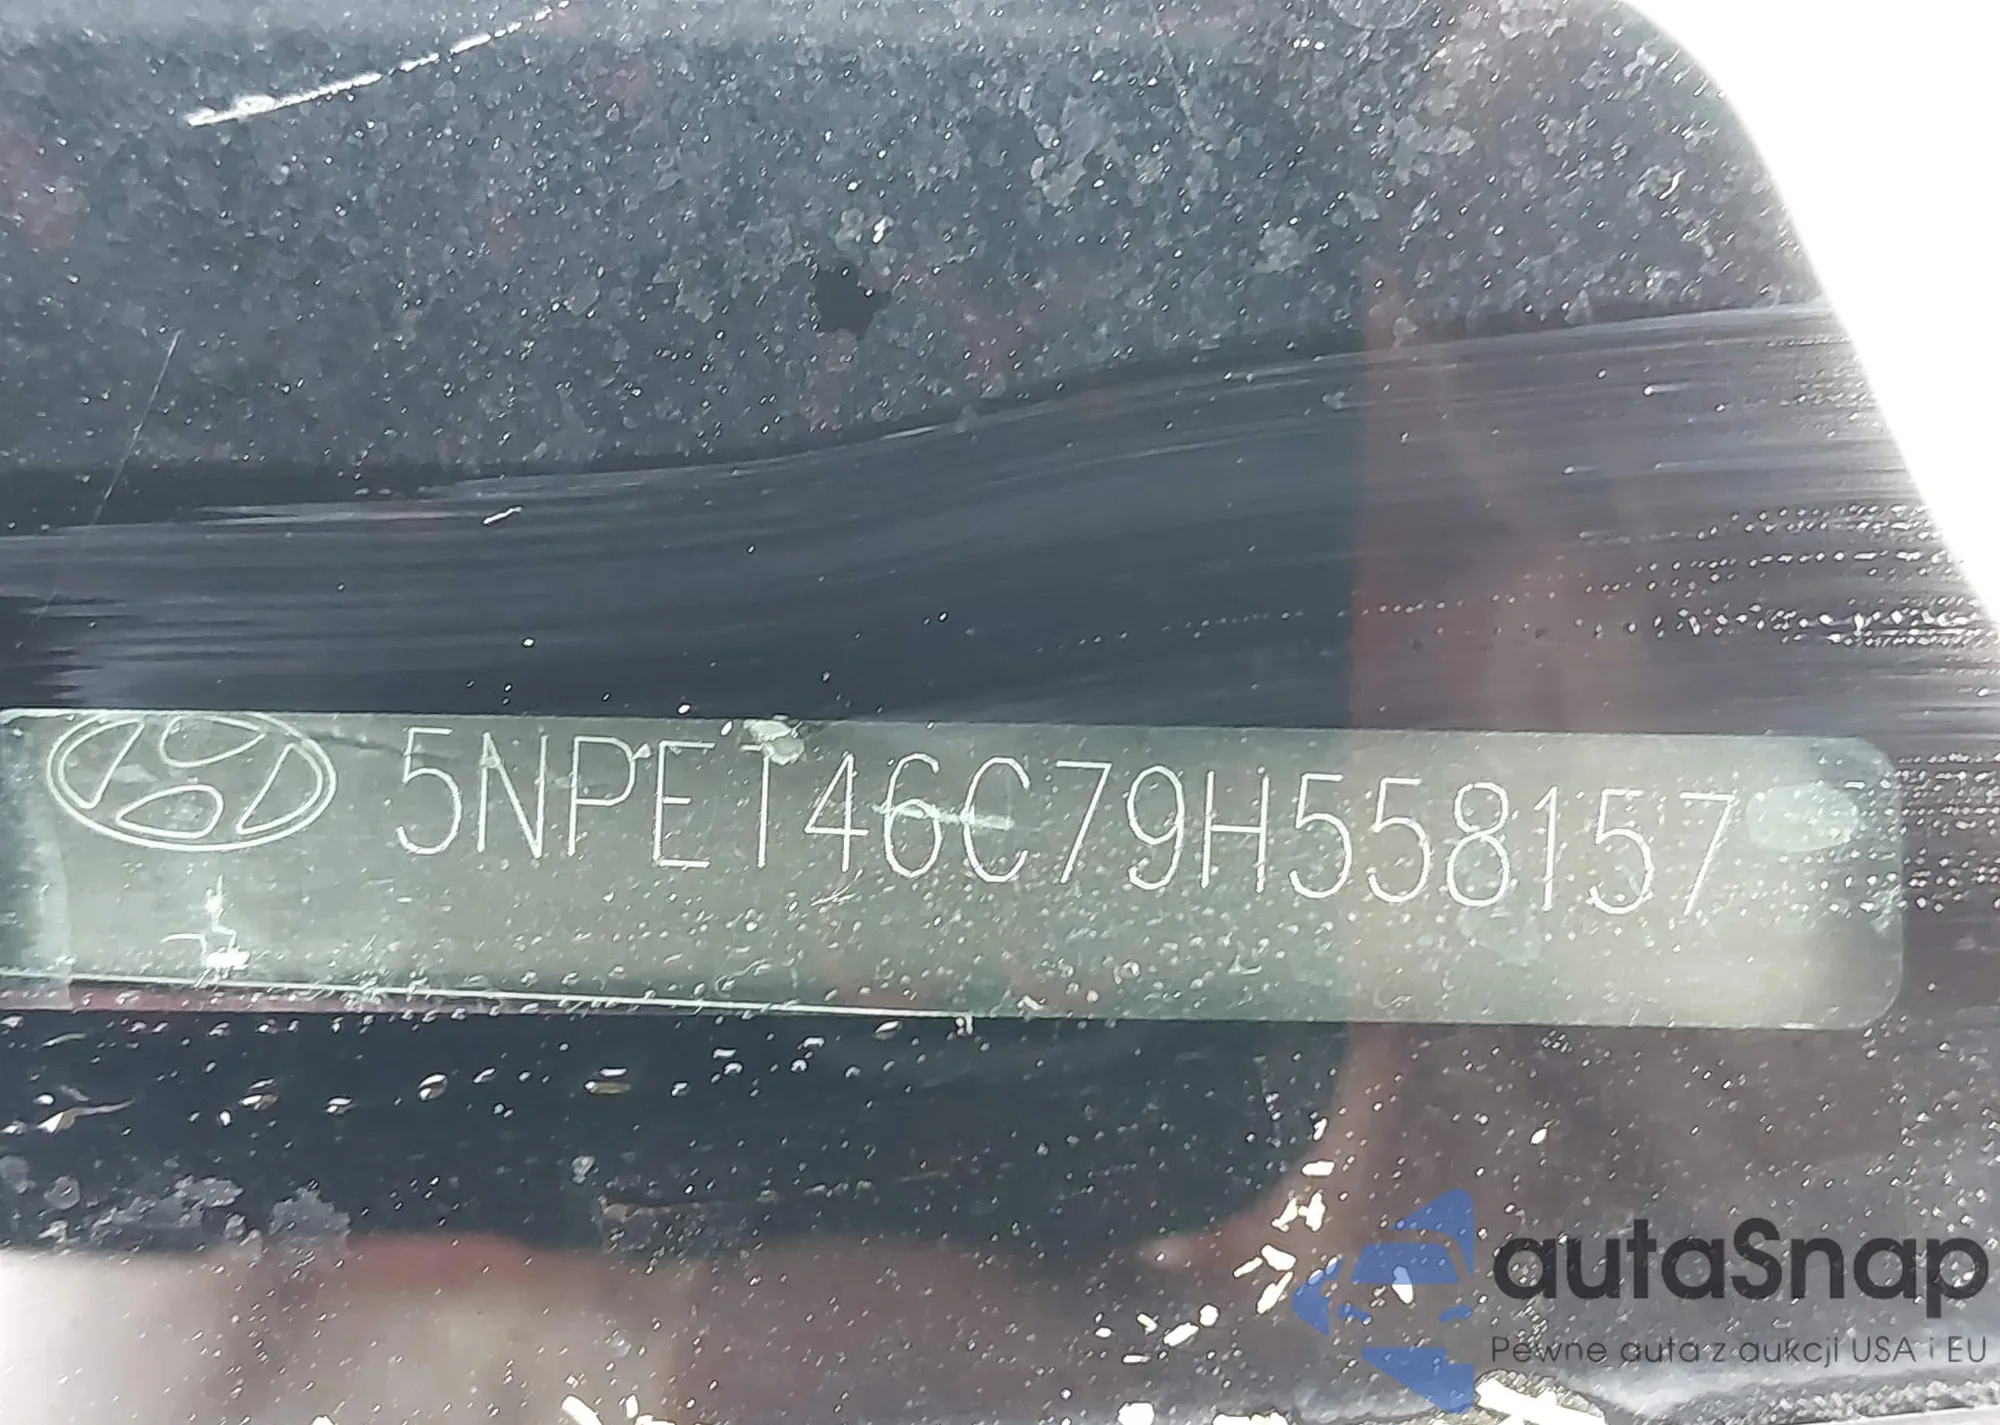 5NPET46C79H558157
autaSnap
Pewne auta z aukcji USA i EU